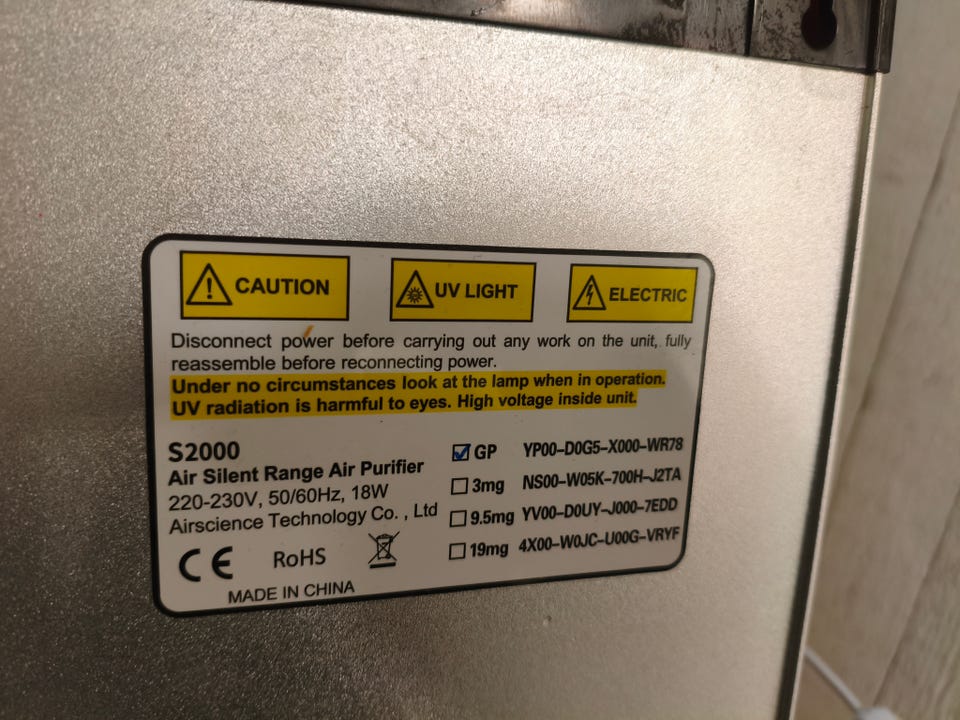 CAUTION
UV LIGHT
ELECTRIC
Disconnect power before carrying out any work on the unit, fully
reassemble before reconnecting power.
Under no circumstances look at the lamp when in operation.
UV radiation is harmful to eyes. High voltage inside unit.
S2000
Air Silent Range Air Purifier
220-230V, 50/60Hz, 18W
Airscience Technology Co. , Ltd
CE RoHS
MADE IN CHINA
GP YP00-D0G5-X000-WR78
3mg NS00-W05K-700H-J2TA
9.5mg YV00-D0UY-J000-7EDD
19mg 4X00-W0JC-U00G-VRYF